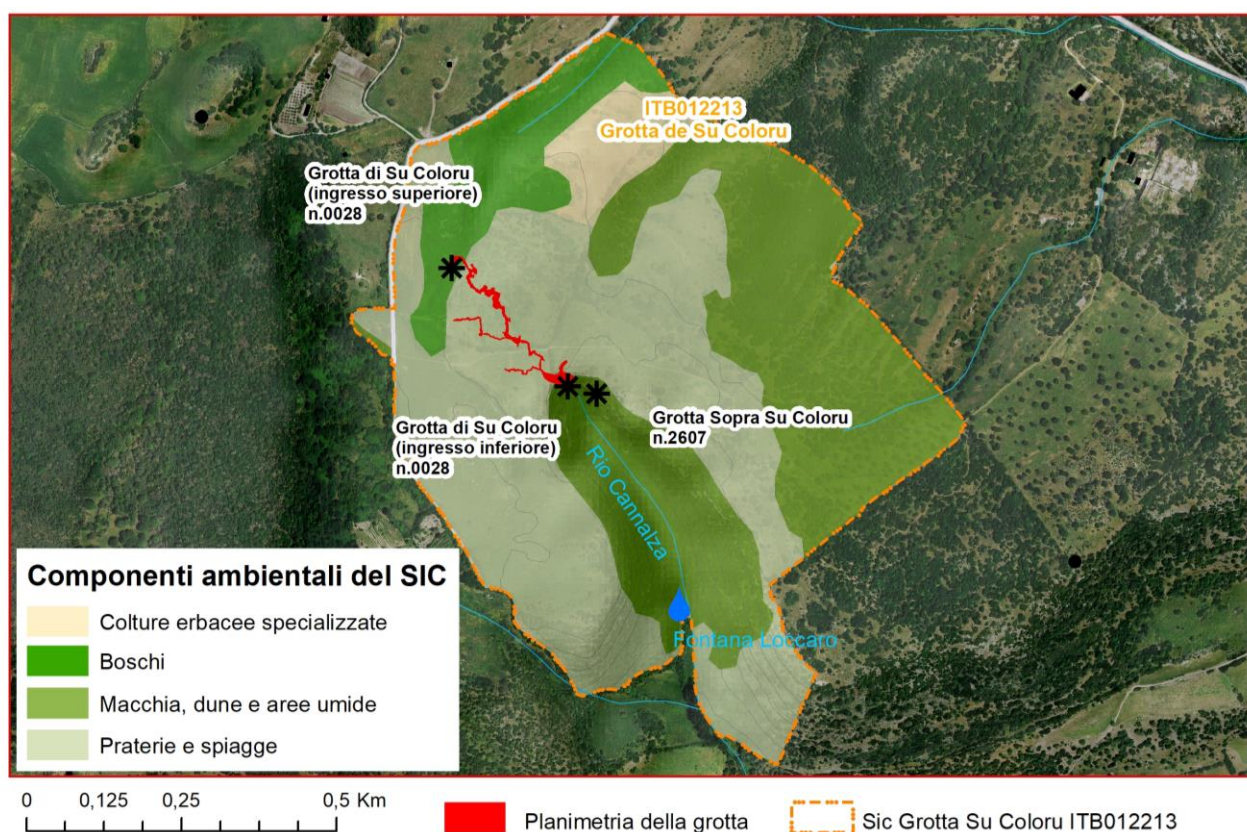 ITB012213
Grotta de Su Coloru
Grotta di Su Coloru
(ingresso superiore)
n.0028
Grotta di Su Coloru
(ingresso inferiore)
n.0028
Grotta Sopra Su Coloru
n.2607
Rio Cannalza
Fontana Loccaro
Componenti ambientali del SIC
Colture erbacee specializzate
Boschi
Macchia, dune e aree umide
Praterie e spiagge
0 0,125 0,25 0,5 Km
Planimetria della grotta
Sic Grotta Su Coloru ITB012213